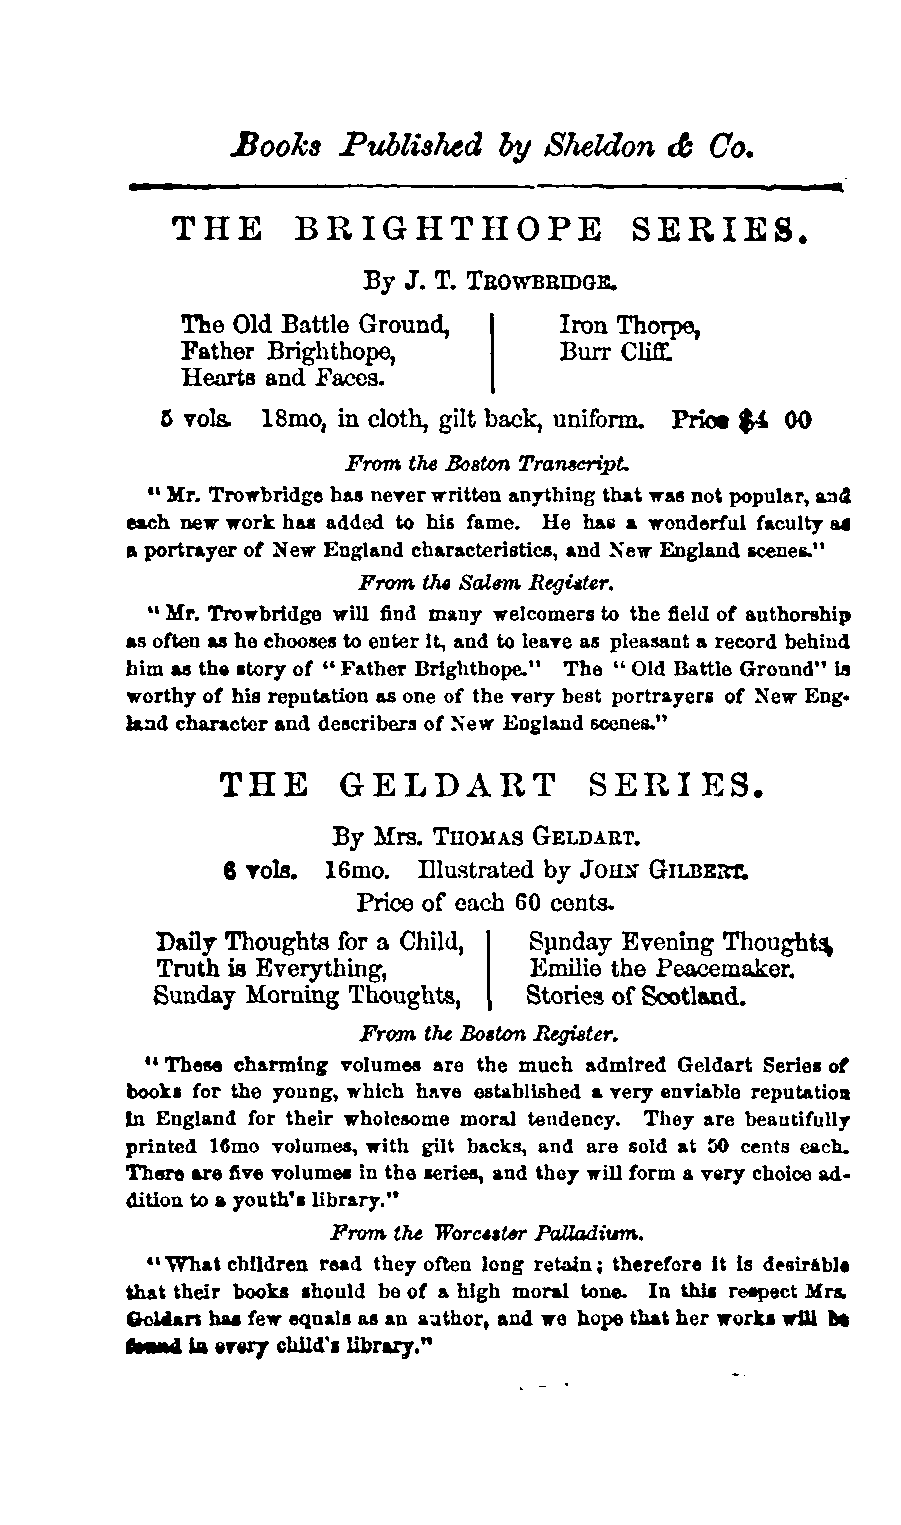 Books Published by Sheldon & Co.
THE BRIGHTHOPE SERIES.
By J. T. TROWBRIDGE.
The Old Battle Ground,
Father Brighthope,
Hearts and Faces.
Iron Thorpe,
Burr Cliff.
5 vols. 18mo, in cloth, gilt back, uniform. Price $4 00
From the Boston Transcript.
"Mr. Trowbridge has never written anything that was not popular, and
each new work has added to his fame. He has a wonderful faculty as
a portrayer of New England characteristics, and New England scenes."
From the Salem Register.
"Mr. Trowbridge will find many welcomers to the field of authorship
as often as he chooses to enter it, and to leave as pleasant a record behind
him as the story of "Father Brighthope." The "Old Battle Ground" is
worthy of his reputation as one of the very best portrayers of New Eng-
land character and describers of New England scenes."
THE GELDART SERIES.
By Mrs. THOMAS GELDART.
6 vols. 16mo. Illustrated by JOHN GILBERT.
Price of each 60 cents.
Daily Thoughts for a Child,
Truth is Everything,
Sunday Morning Thoughts,
Sunday Evening Thoughts,
Emilie the Peacemaker.
Stories of Scotland.
From the Boston Register.
"These charming volumes are the much admired Geldart Series of
books for the young, which have established a very enviable reputation
in England for their wholesome moral tendency. They are beautifully
printed 16mo volumes, with gilt backs, and are sold at 50 cents each.
There are five volumes in the series, and they will form a very choice ad-
dition to a youth's library."
From the Worcester Palladium.
"What children read they often long retain; therefore it is desirable
that their books should be of a high moral tone. In this respect Mrs.
Goldart has few equals as an author, and we hope that her works will be
found in every child's library."